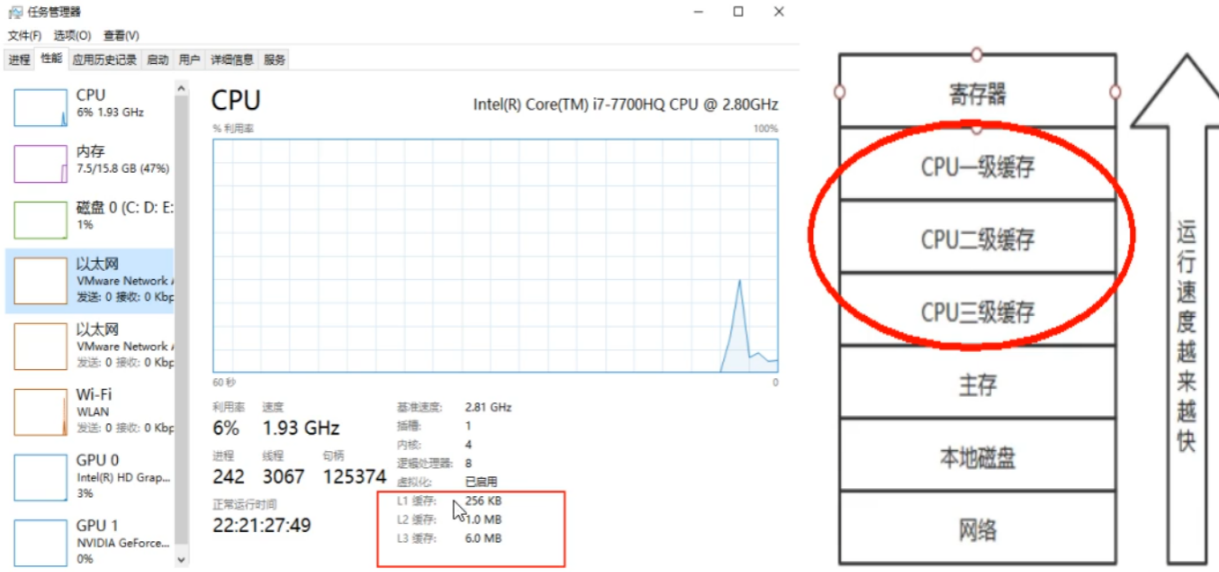 任务管理器
文件(F) 选项(O) 查看(V)
进程 性能 应用历史记录 启动 用户 详细信息 服务
CPU
6% 1.93 GHz
内存
7.5/15.8 GB (47%)
磁盘 0 (C: D: E:
1%
以太网
VMware Network
发送: 0 接收: 0 Kbp
以太网
VMware Network
发送: 0 接收: 0 Kbp
Wi-Fi
WLAN
发送: 0 接收: 0 Kbp
GPU 0
Intel(R) HD Grap...
3%
GPU 1
NVIDIA GeForce...
0%
CPU
Intel(R) Core(TM) i7-7700HQ CPU @ 2.80GHz
% 利用率
100%
60 秒
0
利用率 速度
6% 1.93 GHz
进程 线程 句柄
242 3067 125374
正常运行时间
22:21:27:49
基准速度: 2.81 GHz
插槽: 1
内核: 4
逻辑处理器: 8
虚拟化: 已启用
L1 缓存: 256 KB
L2 缓存: 1.0 MB
L3 缓存: 6.0 MB
寄存器
CPU一级缓存
CPU二级缓存
CPU三级缓存
主存
本地磁盘
网络
运行速度越来越快